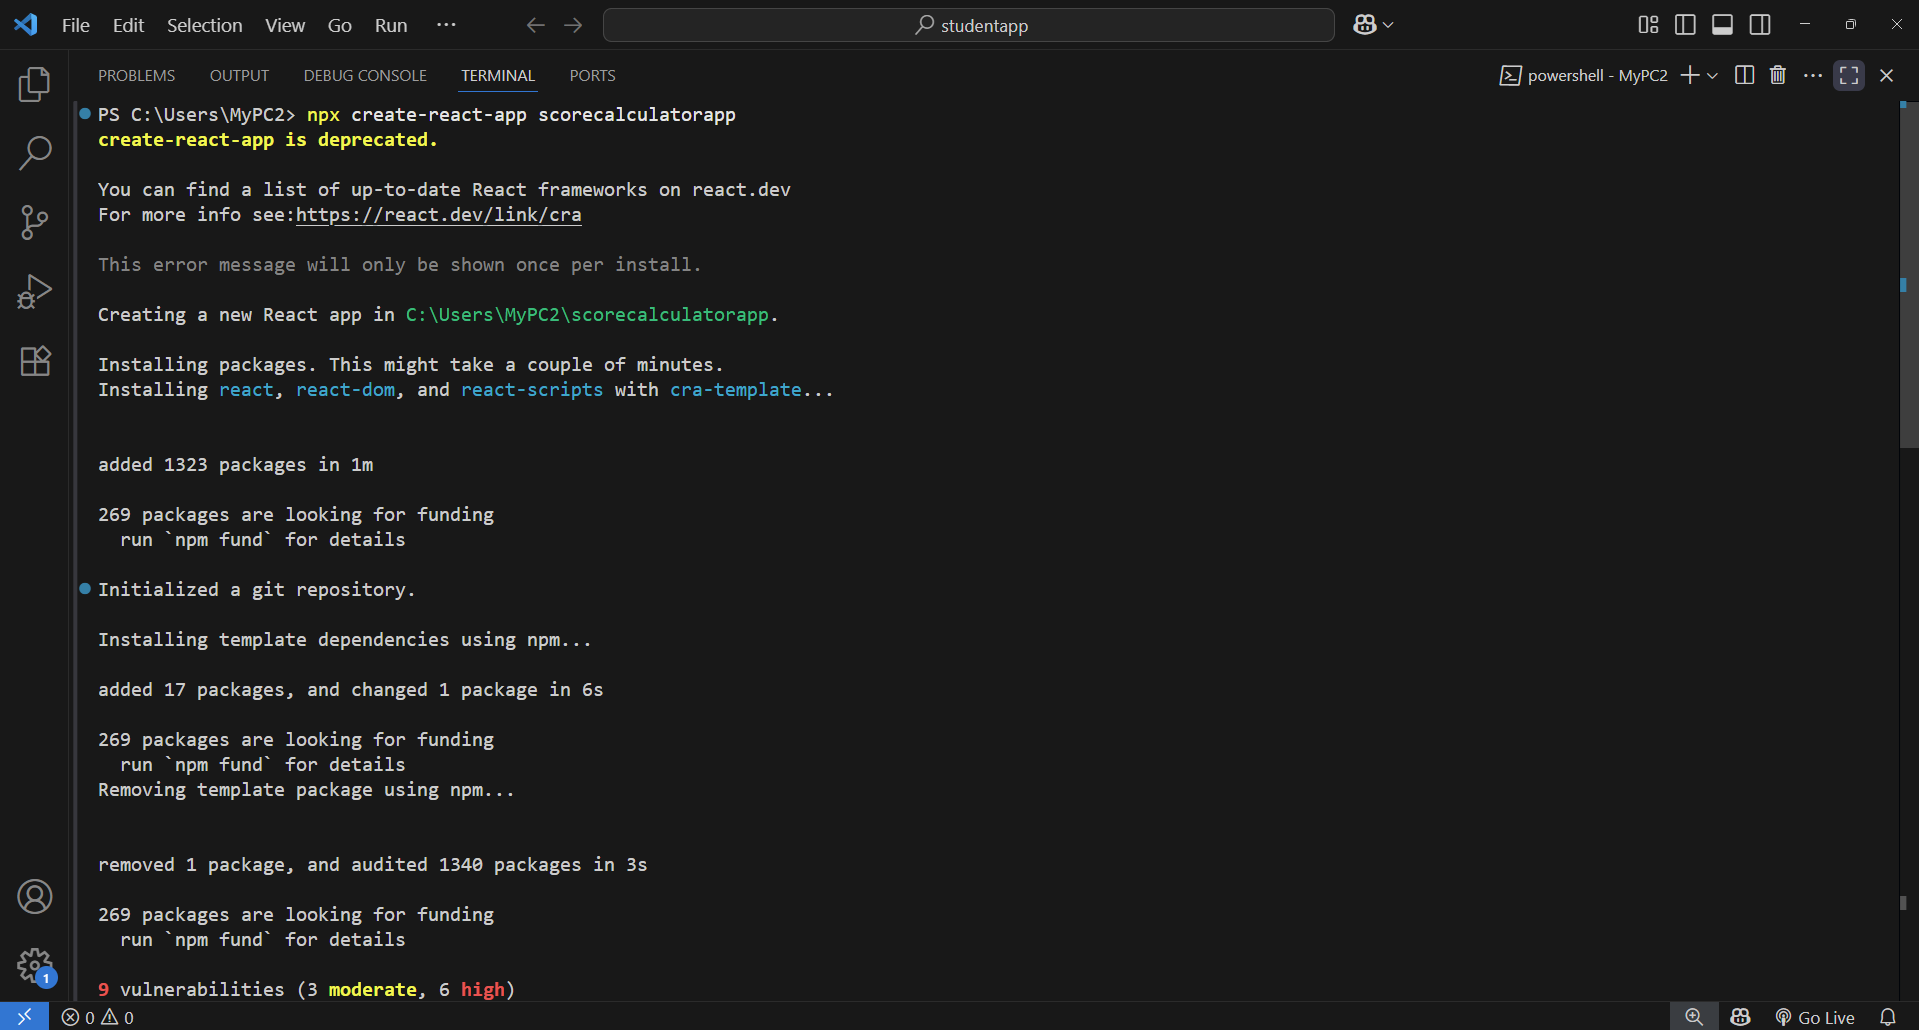 File Edit Selection View Go Run ··· studentapp
PROBLEMS OUTPUT DEBUG CONSOLE TERMINAL PORTS powershell - MyPC2
PS C:\Users\MyPC2> npx create-react-app scorecalculatorapp
create-react-app is deprecated.
You can find a list of up-to-date React frameworks on react.dev
For more info see:https://react.dev/link/cra
This error message will only be shown once per install.
Creating a new React app in C:\Users\MyPC2\scorecalculatorapp.
Installing packages. This might take a couple of minutes.
Installing react, react-dom, and react-scripts with cra-template...
added 1323 packages in 1m
269 packages are looking for funding
run `npm fund` for details
Initialized a git repository.
Installing template dependencies using npm...
added 17 packages, and changed 1 package in 6s
269 packages are looking for funding
run `npm fund` for details
Removing template package using npm...
removed 1 package, and audited 1340 packages in 3s
269 packages are looking for funding
run `npm fund` for details
9 vulnerabilities (3 moderate, 6 high)
1
0 0 Go Live